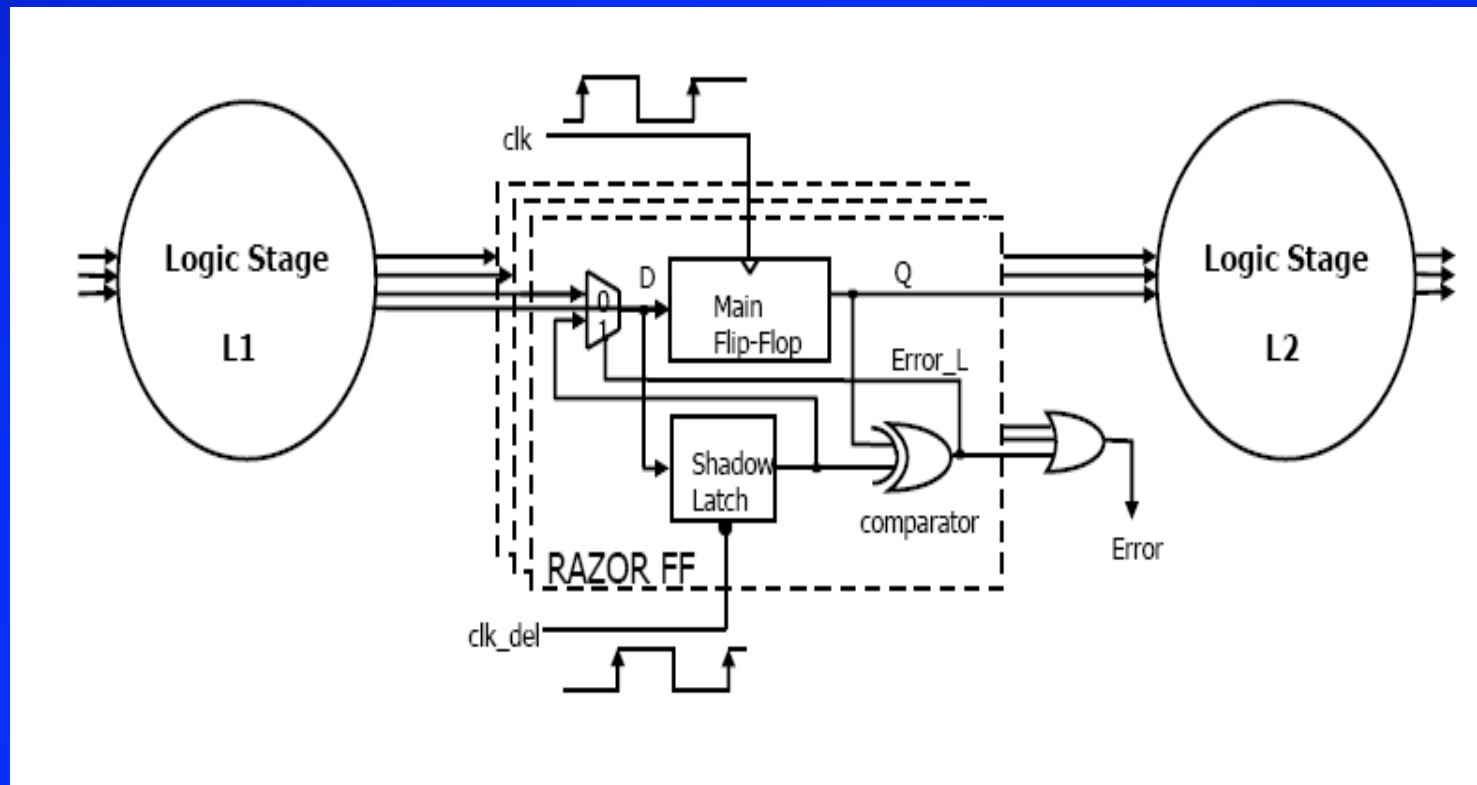 clk
Logic Stage
L1
D
0
1
Main
Flip-Flop
Q
Error_L
Logic Stage
L2
Shadow
Latch
comparator
Error
RAZOR FF
clk_del